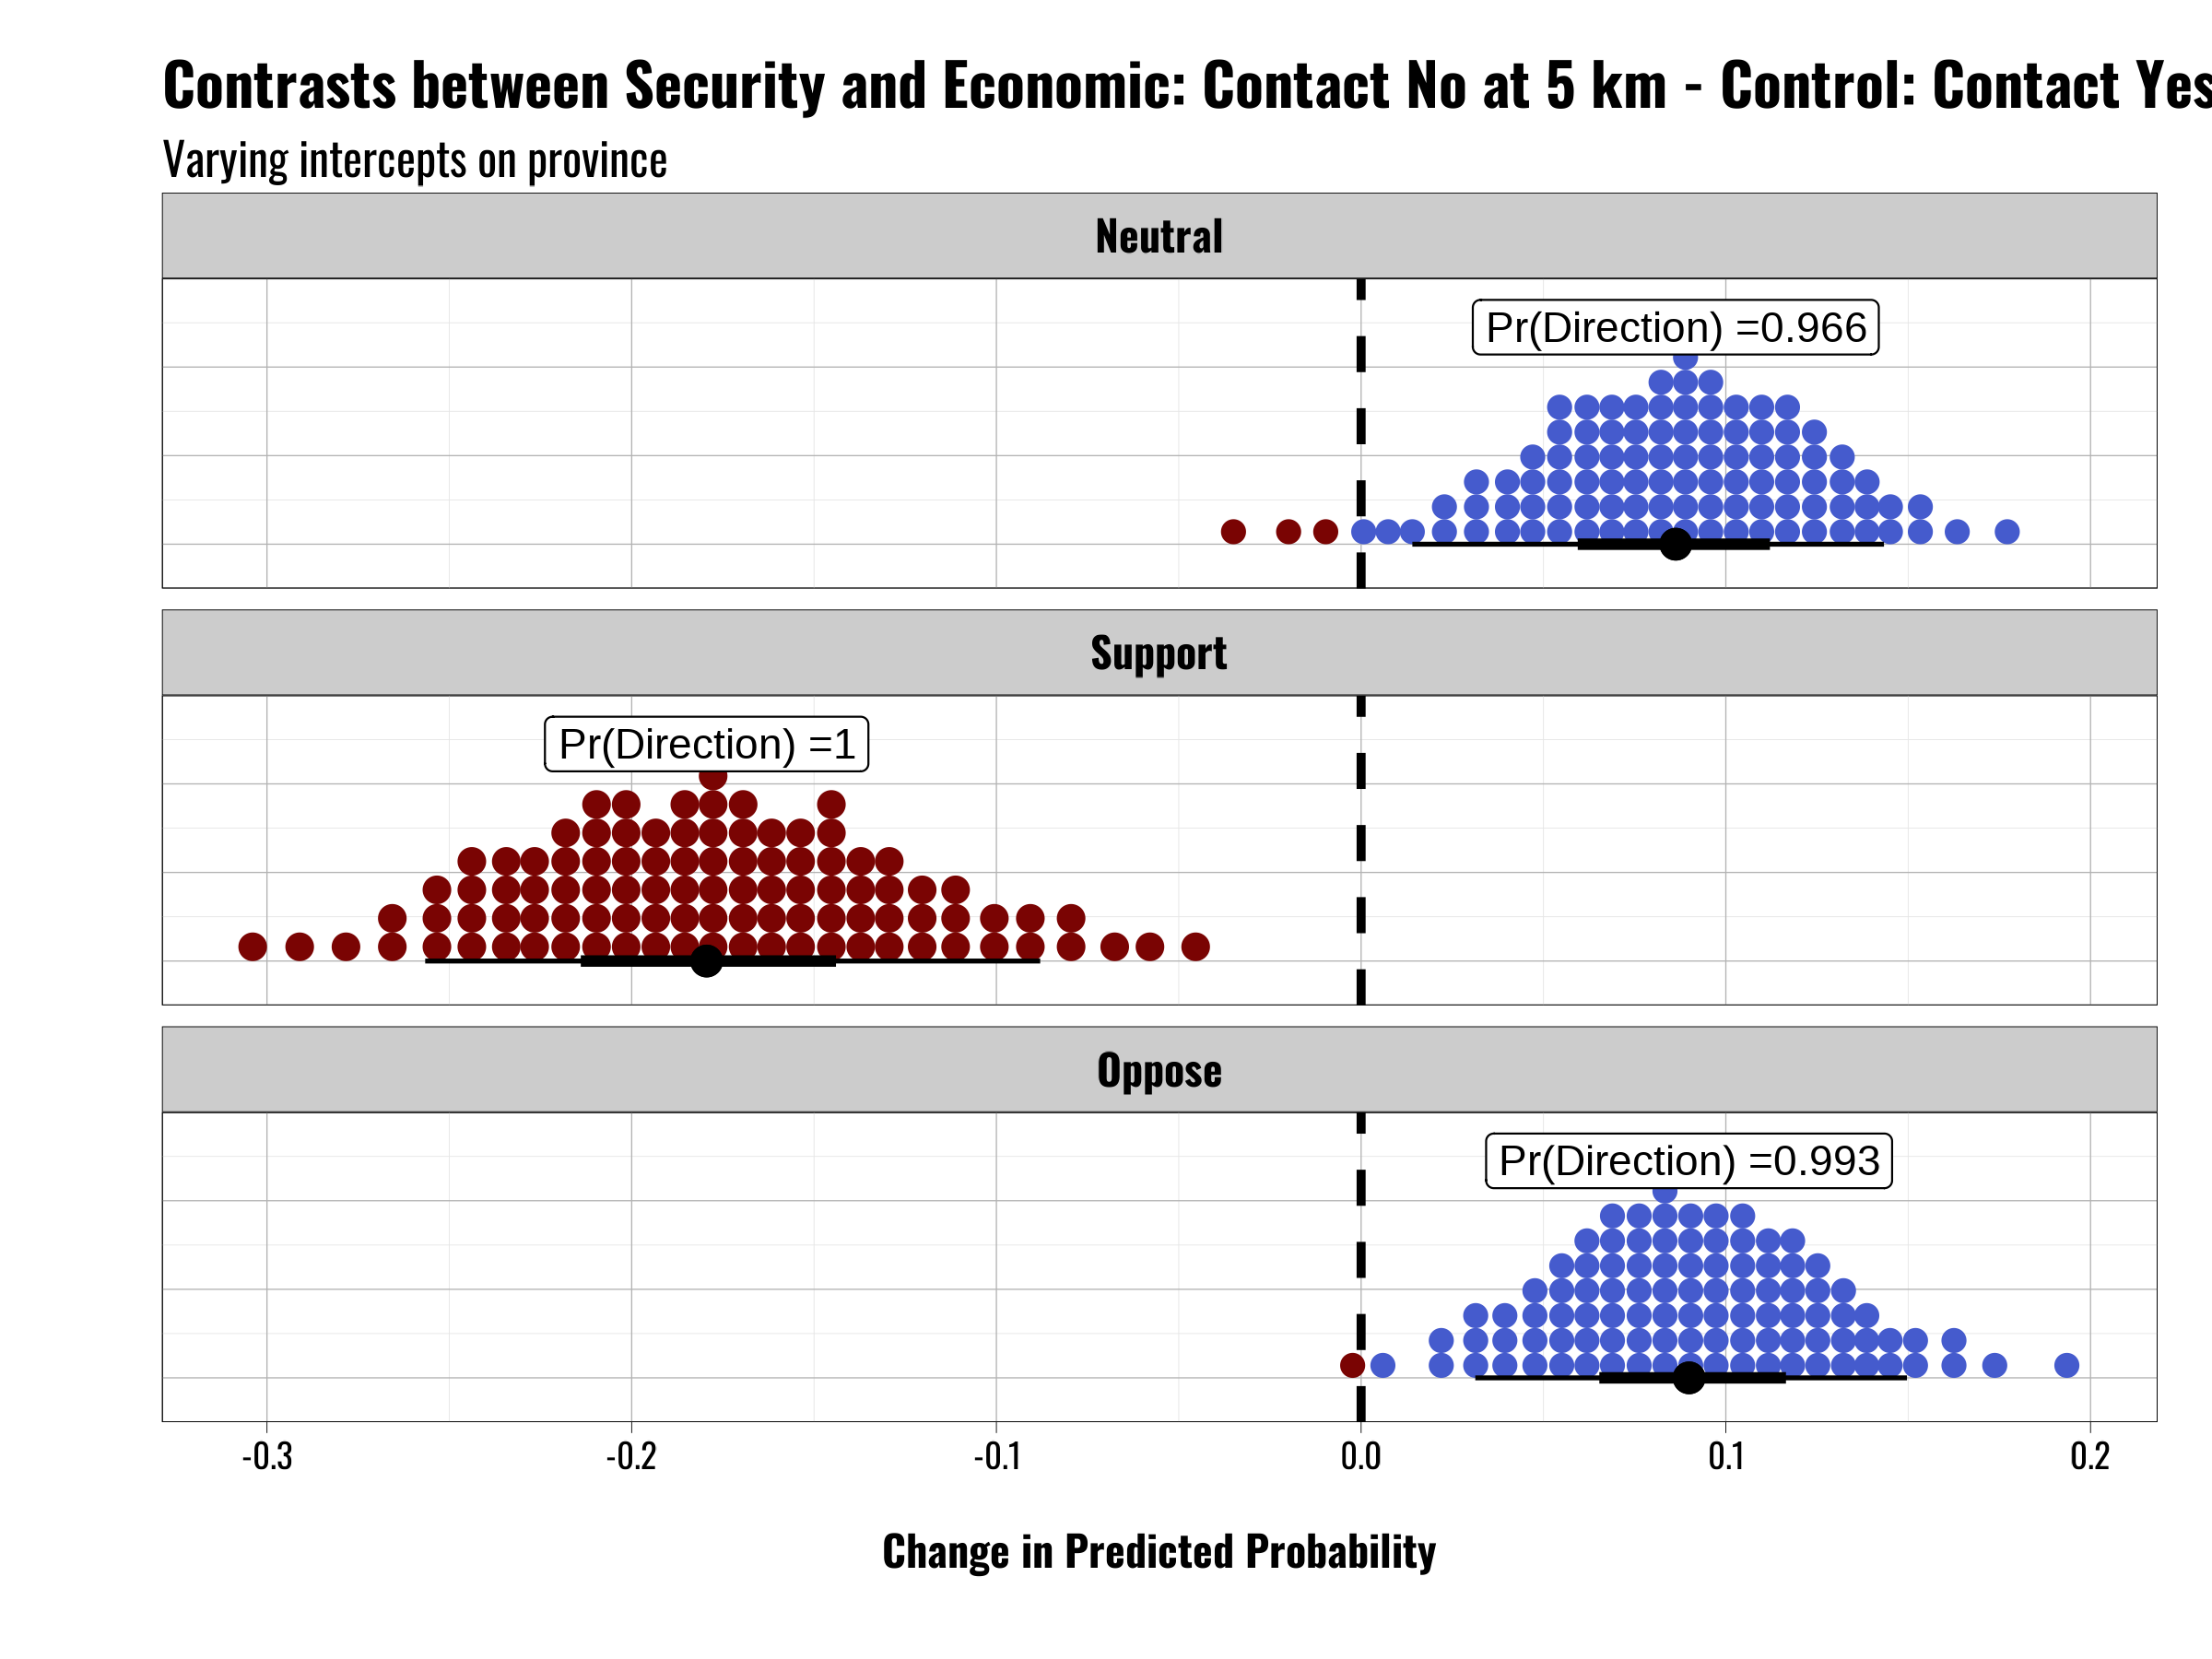 Contrasts between Security and Economic: Contact No at 5 km - Control: Contact Yes
Varying intercepts on province
Neutral
Pr(Direction) =0.966
Support
Pr(Direction) =1
Oppose
Pr(Direction) =0.993
-0.3 -0.2 -0.1 0.0 0.1 0.2
Change in Predicted Probability